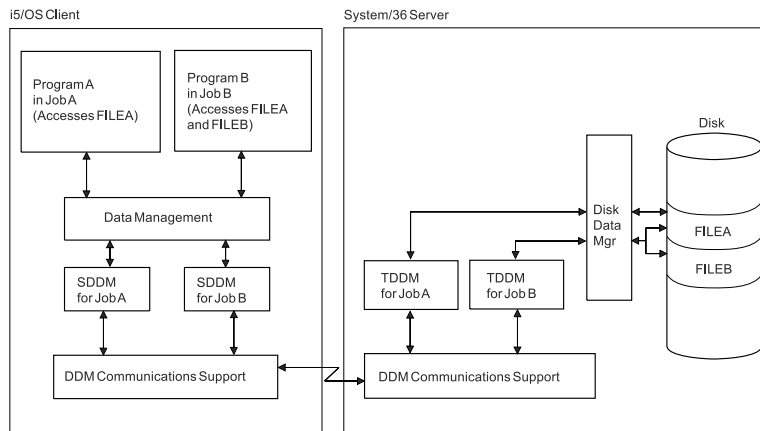 i5/OS Client
System/36 Server
Program A
in Job A
(Accesses FILEA)
Program B
in Job B
(Accesses FILEA
and FILEB)
Data Management
SDDM
for Job A
SDDM
for Job B
DDM Communications Support
TDDM
for Job A
TDDM
for Job B
DDM Communications Support
Disk
Data
Mgr
Disk
FILEA
FILEB